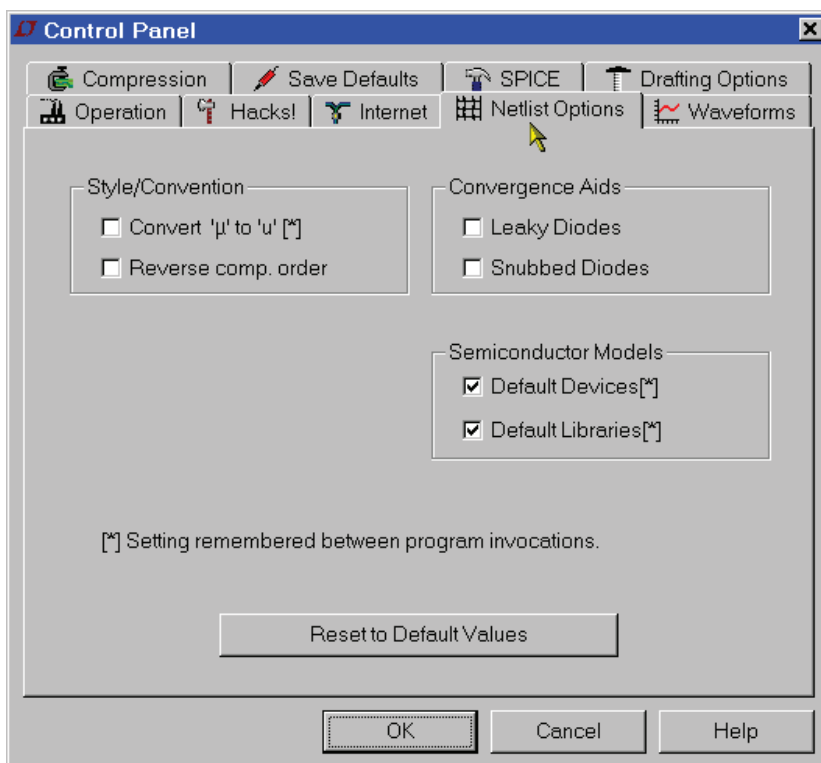 Control Panel
Compression
Save Defaults
SPICE
Drafting Options
Operation
Hacks!
Internet
Netlist Options
Waveforms
Style/Convention
Convert 'µ' to 'u' [*]
Reverse comp. order
Convergence Aids
Leaky Diodes
Snubbed Diodes
Semiconductor Models
Default Devices[*]
Default Libraries[*]
[*] Setting remembered between program invocations.
Reset to Default Values
OK
Cancel
Help